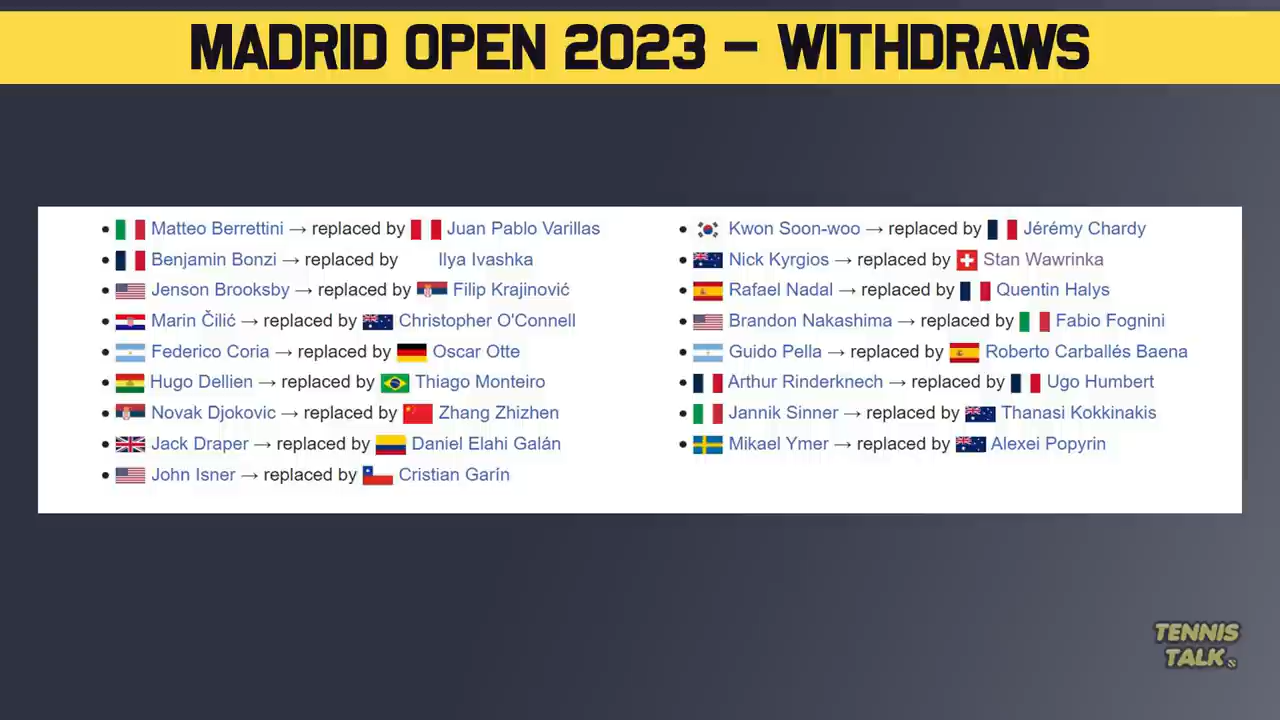 MADRID OPEN 2023 – WITHDRAWS
• Matteo Berrettini → replaced by Juan Pablo Varillas
• Benjamin Bonzi → replaced by Ilya Ivashka
• Jenson Brooksby → replaced by Filip Krajinović
• Marin Čilić → replaced by Christopher O'Connell
• Federico Coria → replaced by Oscar Otte
• Hugo Dellien → replaced by Thiago Monteiro
• Novak Djokovic → replaced by Zhang Zhizhen
• Jack Draper → replaced by Daniel Elahi Galán
• John Isner → replaced by Cristian Garín
• Kwon Soon-woo → replaced by Jérémy Chardy
• Nick Kyrgios → replaced by Stan Wawrinka
• Rafael Nadal → replaced by Quentin Halys
• Brandon Nakashima → replaced by Fabio Fognini
• Guido Pella → replaced by Roberto Carballés Baena
• Arthur Rinderknech → replaced by Ugo Humbert
• Jannik Sinner → replaced by Thanasi Kokkinakis
• Mikael Ymer → replaced by Alexei Popyrin
TENNIS
TALK